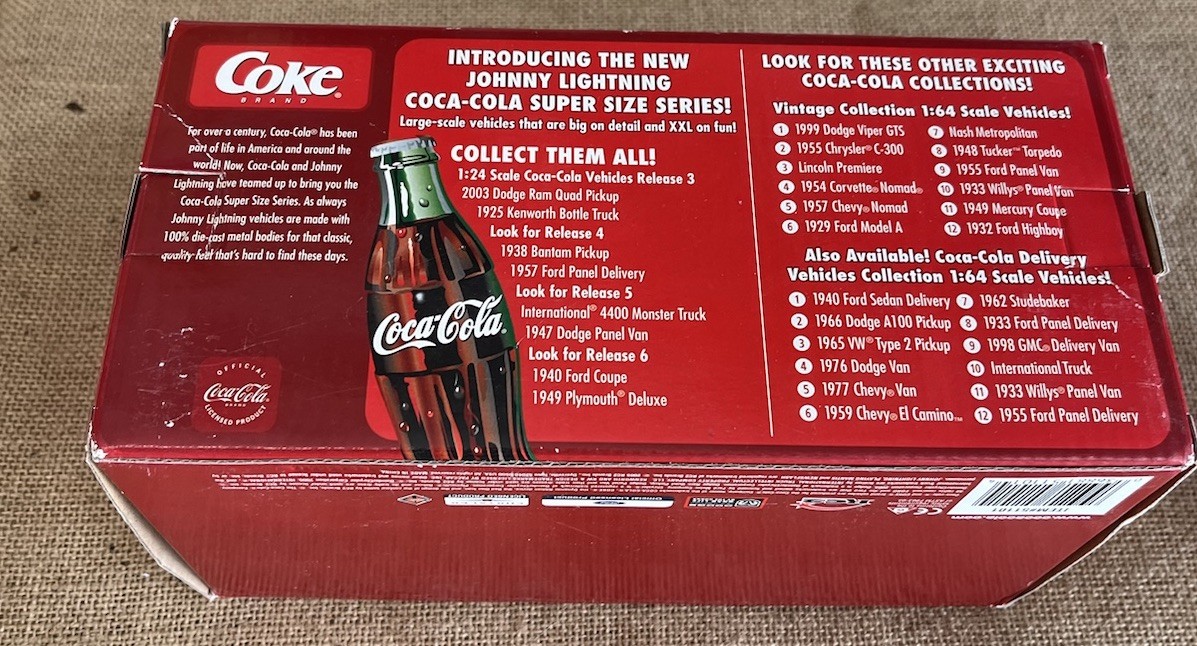 Coke
BRAND
For over a century, Coca-Cola® has been
part of life in America and around the
world! Now, Coca-Cola and Johnny
Lightning have teamed up to bring you the
Coca-Cola Super Size Series. As always
Johnny Lightning vehicles are made with
100% die-cast metal bodies for that classic,
quality feel that's hard to find these days.
OFFICIAL
Coca-Cola
BRAND
LICENSED PRODUCT
Coca-Cola
INTRODUCING THE NEW
JOHNNY LIGHTNING
COCA-COLA SUPER SIZE SERIES!
Large-scale vehicles that are big on detail and XXL on fun!
COLLECT THEM ALL!
1:24 Scale Coca-Cola Vehicles Release 3
2003 Dodge Ram Quad Pickup
1925 Kenworth Bottle Truck
Look for Release 4
1938 Bantam Pickup
1957 Ford Panel Delivery
Look for Release 5
International® 4400 Monster Truck
1947 Dodge Panel Van
Look for Release 6
1940 Ford Coupe
1949 Plymouth® Deluxe
LOOK FOR THESE OTHER EXCITING
COCA-COLA COLLECTIONS!
Vintage Collection 1:64 Scale Vehicles!
1 1999 Dodge Viper GTS
2 1955 Chrysler® C-300
3 Lincoln Premiere
4 1954 Corvette® Nomad®
5 1957 Chevy® Nomad
6 1929 Ford Model A
7 Nash Metropolitan
8 1948 Tucker™ Torpedo
9 1955 Ford Panel Van
10 1933 Willys® Panel Van
11 1949 Mercury Coupe
12 1932 Ford Highboy
Also Available! Coca-Cola Delivery
Vehicles Collection 1:64 Scale Vehicles!
1 1940 Ford Sedan Delivery
2 1966 Dodge A100 Pickup
3 1965 VW® Type 2 Pickup
4 1976 Dodge Van
5 1977 Chevy® Van
6 1959 Chevy® El Camino™
7 1962 Studebaker
8 1933 Ford Panel Delivery
9 1998 GMC® Delivery Van
10 International Truck
11 1933 Willys® Panel Van
12 1955 Ford Panel Delivery
www.cocacola.com
LICENSED PRODUCT